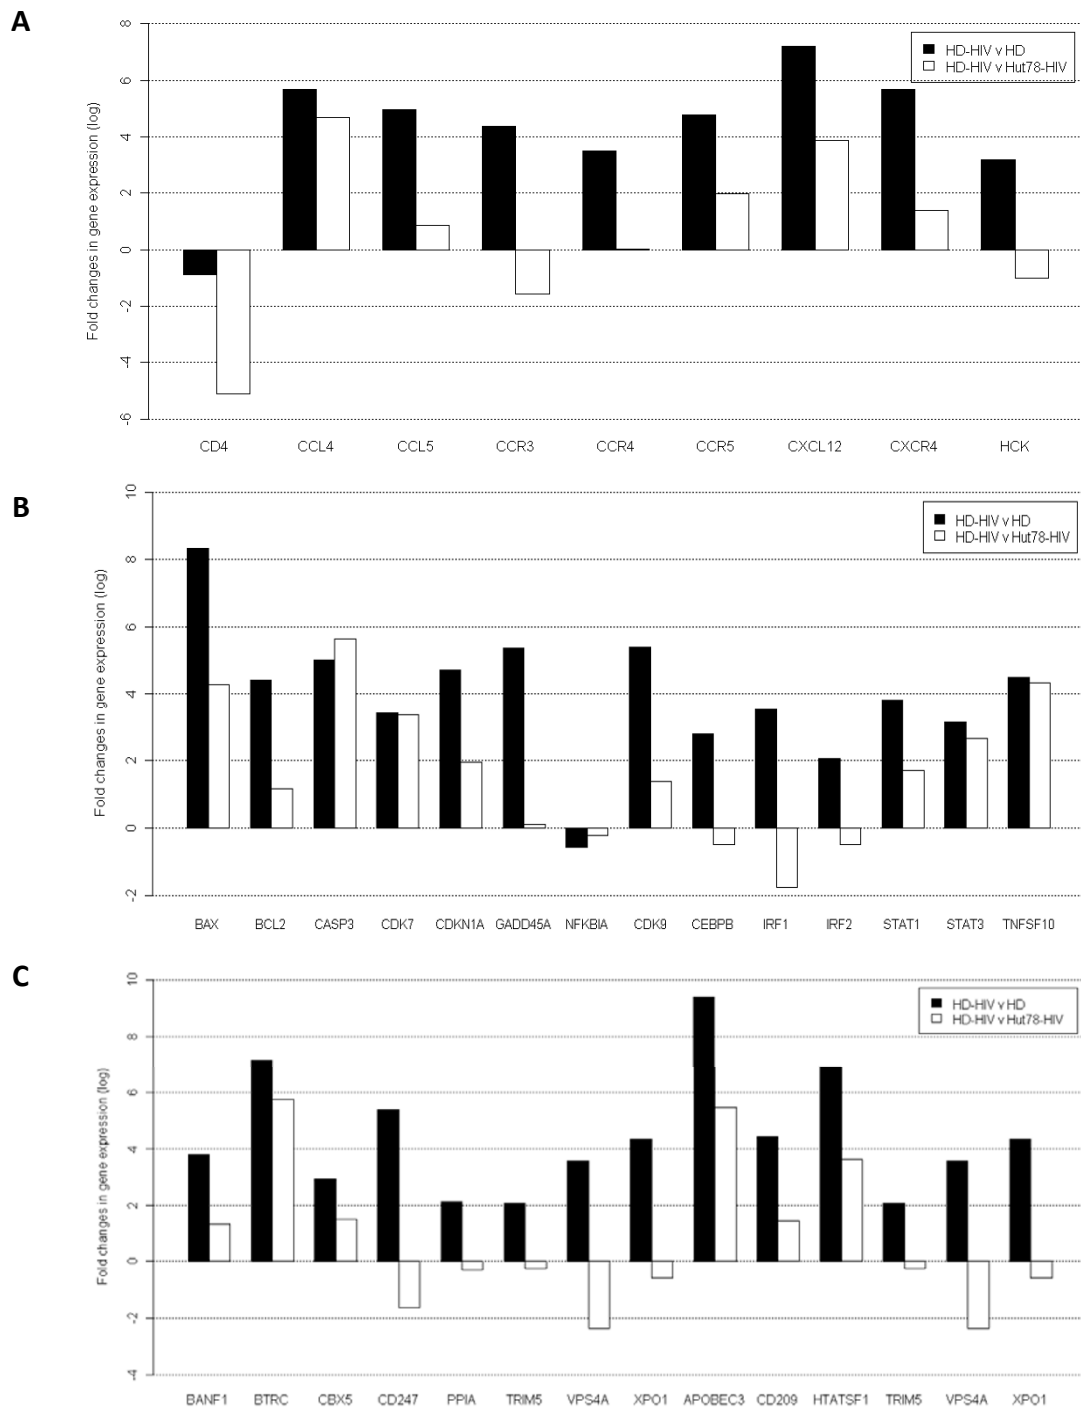 A
Fold changes in gene expression (log)
8
6
4
2
0
-2
-4
-6
HD-HIV v HD
HD-HIV v Hut78-HIV
CD4 CCL4 CCL5 CCR3 CCR4 CCR5 CXCL12 CXCR4 HCK
B
Fold changes in gene expression (log)
10
8
6
4
2
0
-2
HD-HIV v HD
HD-HIV v Hut78-HIV
BAX BCL2 CASP3 CDK7 CDKN1A GADD45A NFKBIA CDK9 CEBPB IRF1 IRF2 STAT1 STAT3 TNFSF10
C
Fold changes in gene expression (log)
10
8
6
4
2
0
-2
-4
HD-HIV v HD
HD-HIV v Hut78-HIV
BANF1 BTRC CBX5 CD247 PPIA TRIM5 VPS4A XPO1 APOBEC3 CD209 HTATSF1 TRIM5 VPS4A XPO1